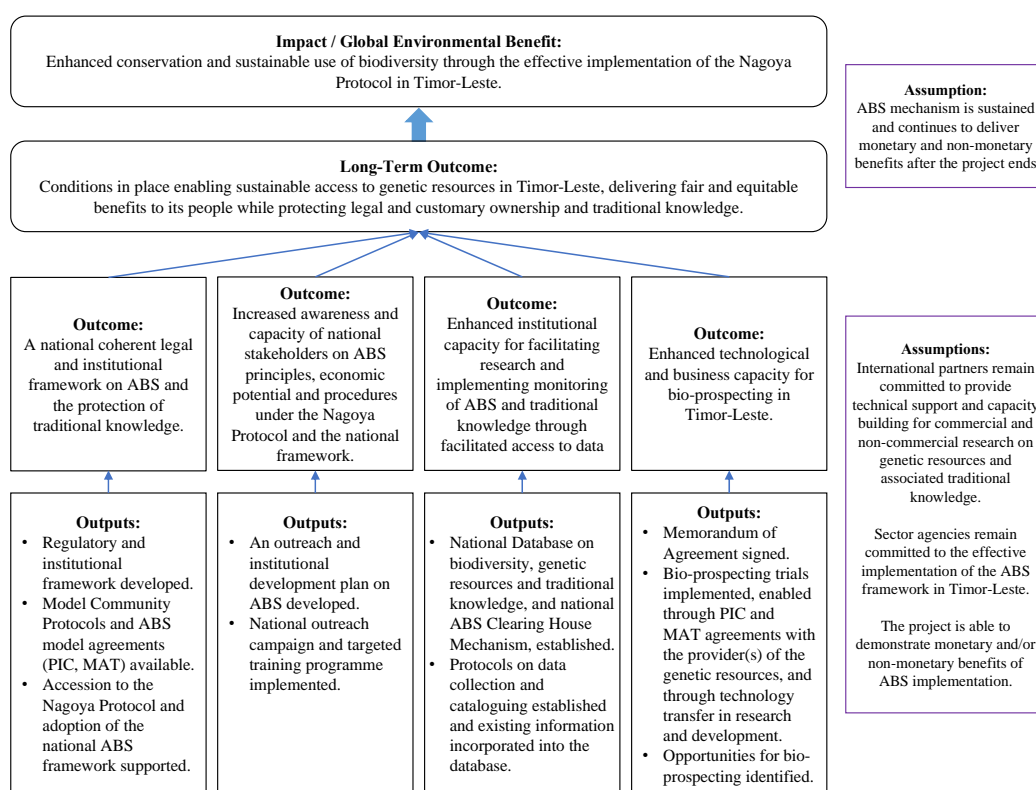 Impact / Global Environmental Benefit:
Enhanced conservation and sustainable use of biodiversity through the effective implementation of the Nagoya
Protocol in Timor-Leste.
Assumption:
ABS mechanism is sustained
and continues to deliver
monetary and non-monetary
benefits after the project ends
Long-Term Outcome:
Conditions in place enabling sustainable access to genetic resources in Timor-Leste, delivering fair and equitable
benefits to its people while protecting legal and customary ownership and traditional knowledge.
Outcome:
A national coherent legal
and institutional
framework on ABS and
the protection of
traditional knowledge.
Outcome:
Increased awareness and
capacity of national
stakeholders on ABS
principles, economic
potential and procedures
under the Nagoya
Protocol and the national
framework.
Outcome:
Enhanced institutional
capacity for facilitating
research and
implementing monitoring
of ABS and traditional
knowledge through
facilitated access to data
Outcome:
Enhanced technological
and business capacity for
bio-prospecting in
Timor-Leste.
Assumptions:
International partners remain
committed to provide
technical support and capacity
building for commercial and
non-commercial research on
genetic resources and
associated traditional
knowledge.
Sector agencies remain
committed to the effective
implementation of the ABS
framework in Timor-Leste.
The project is able to
demonstrate monetary and/or
non-monetary benefits of
ABS implementation.
Outputs:
• Regulatory and
institutional
framework developed.
• Model Community
Protocols and ABS
model agreements
(PIC, MAT) available.
• Accession to the
Nagoya Protocol and
adoption of the
national ABS
framework supported.
Outputs:
• An outreach and
institutional
development plan on
ABS developed.
• National outreach
campaign and targeted
training programme
implemented.
Outputs:
• National Database on
biodiversity, genetic
resources and traditional
knowledge, and national
ABS Clearing House
Mechanism, established.
• Protocols on data
collection and
cataloguing established
and existing information
incorporated into the
database.
Outputs:
• Memorandum of
Agreement signed.
• Bio-prospecting trials
implemented, enabled
through PIC and
MAT agreements with
the provider(s) of the
genetic resources, and
through technology
transfer in research
and development.
• Opportunities for bio-
prospecting identified.